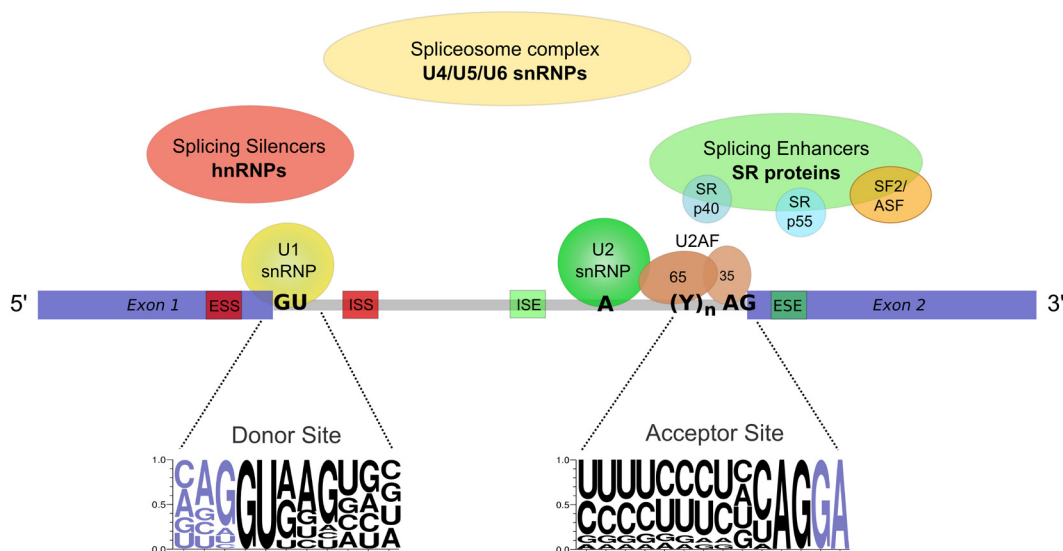 Spliceosome complex
U4/U5/U6 snRNPs
Splicing Silencers
hnRNPs
Splicing Enhancers
SR proteins
SR
p40
SR
p55
SF2/
ASF
U1
snRNP
U2
snRNP
U2AF
65
35
5'
Exon 1
ESS
GU
ISS
ISE
A
(Y)n
AG
ESE
Exon 2
3'
Donor Site
Acceptor Site
1.0
0.5
0.0
CAGGUAAGUGC
1.0
0.5
0.0
UUUUCCCUCCAGGA